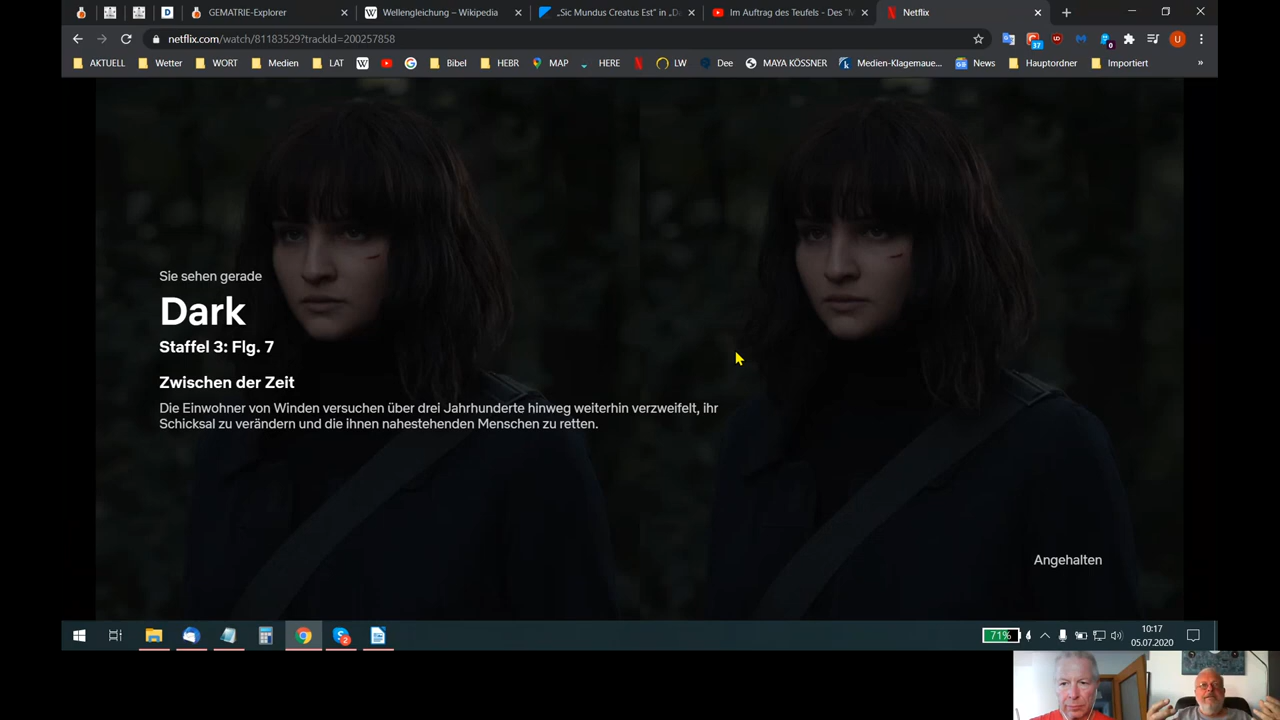 GEMATRIE-Explorer
Wellengleichung – Wikipedia
„Sic Mundus Creatus Est" in „D
Im Auftrag des Teufels - Des "
Netflix
netflix.com/watch/81183529?trackId=200257858
37
0
U
AKTUELL
Wetter
WORT
Medien
LAT
Bibel
HEBR
MAP
HERE
LW
Dee
MAYA KÖSSNER
Medien-Klagemaue...
News
Hauptordner
Importiert
»
Sie sehen gerade
Dark
Staffel 3: Flg. 7
Zwischen der Zeit
Die Einwohner von Winden versuchen über drei Jahrhunderte hinweg weiterhin verzweifelt, ihr
Schicksal zu verändern und die ihnen nahestehenden Menschen zu retten.
Angehalten
2
71%
10:17
05.07.2020